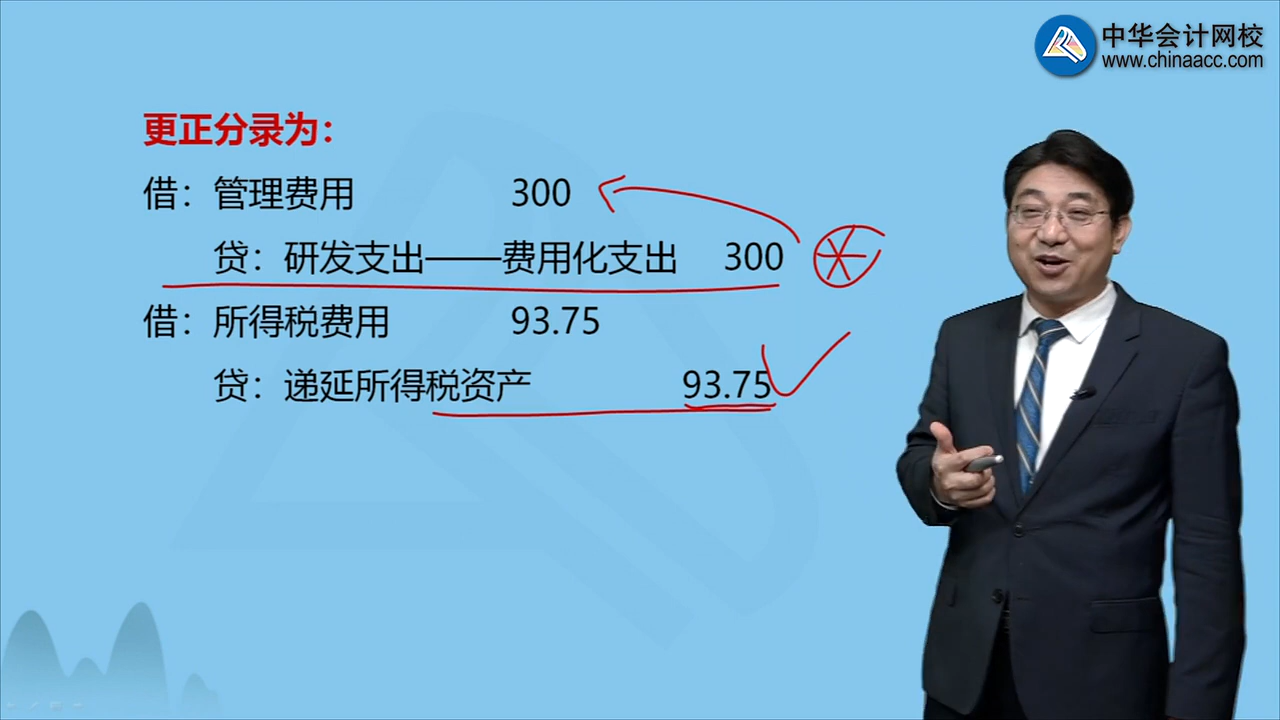 中华会计网校
www.chinaacc.com
更正分录为：
借：管理费用 300
贷：研发支出——费用化支出 300
借：所得税费用 93.75
贷：递延所得税资产 93.75